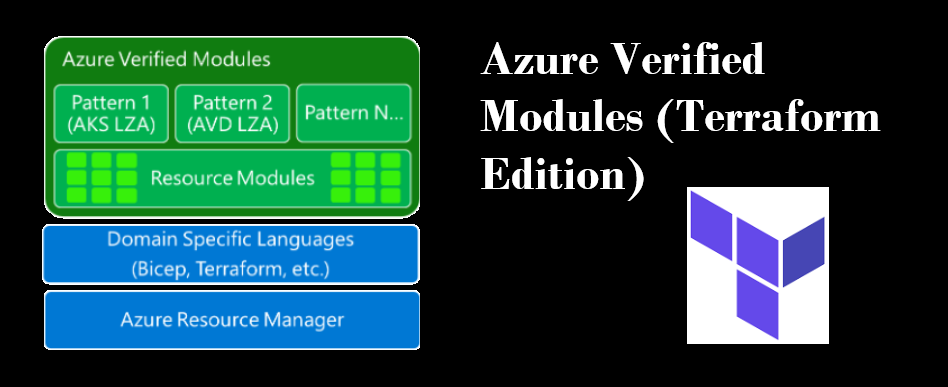 Azure Verified Modules
Pattern 1
(AKS LZA)
Pattern 2
(AVD LZA)
Pattern N...
Resource Modules
Domain Specific Languages
(Bicep, Terraform, etc.)
Azure Resource Manager
Azure Verified
Modules (Terraform
Edition)